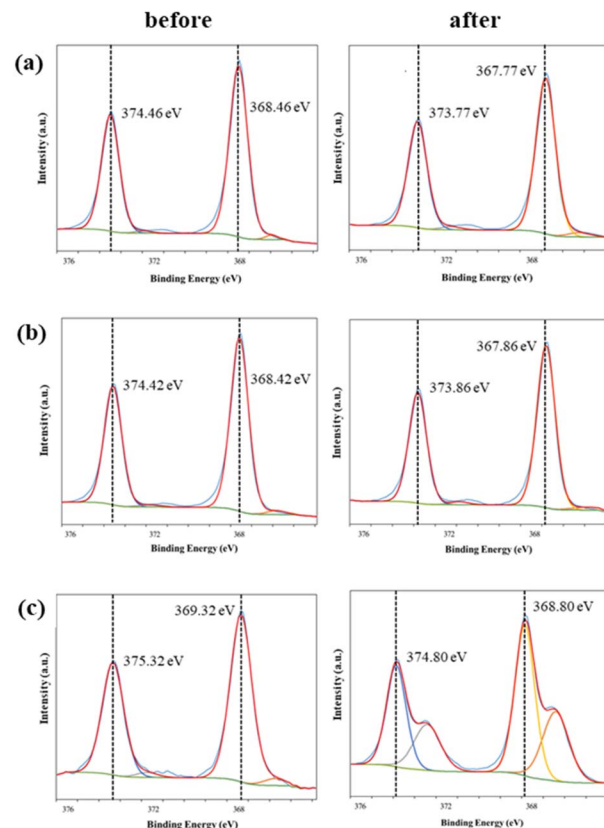 before after
(a)
374.46 eV 368.46 eV
Intensity (a.u.)
376 372 368
Binding Energy (eV)
367.77 eV
373.77 eV
Intensity (a.u.)
376 372 368
Binding Energy (eV)
(b)
374.42 eV 368.42 eV
Intensity (a.u.)
376 372 368
Binding Energy (eV)
367.86 eV
373.86 eV
Intensity (a.u.)
376 372 368
Binding Energy (eV)
(c)
369.32 eV
375.32 eV
Intensity (a.u.)
376 372 368
Binding Energy (eV)
368.80 eV
374.80 eV
Intensity (a.u.)
376 372 368
Binding Energy (eV)